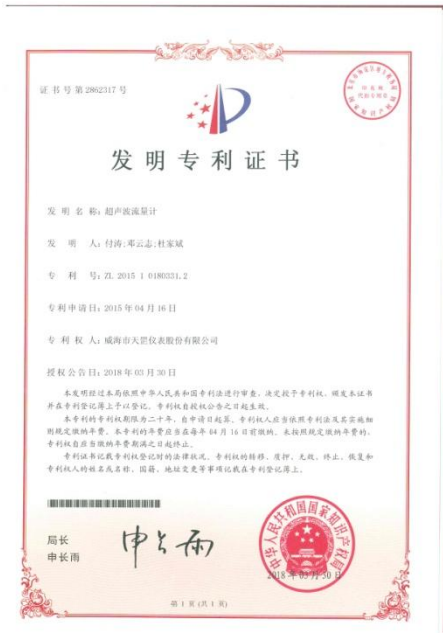 证书号第2862317号
发明专利证书
发 明 名 称:超声波流量计
发 明 人:付涛;邓云志;杜家斌
专 利 号:ZL 2015 1 0180331.2
专利申请日:2015年04月16日
专 利 权 人:威海市天罡仪表股份有限公司
授权公告日:2018年03月30日
本发明经过本局依照中华人民共和国专利法进行审查,决定授予专利权,颁发本证书
并在专利登记簿上予以登记。专利权自授权公告之日起生效。
本专利的专利权期限为二十年,自申请日起算。专利权人应当依照专利法及其实施细
则规定缴纳年费。本专利的年费应当在每年04月16日前缴纳。未按照规定缴纳年费的,
专利权自应当缴纳年费期满之日起终止。
专利证书记载专利权登记时的法律状况。专利权的转移、质押、无效、终止、恢复和
专利权人的姓名或名称、国籍、地址变更等事项记载在专利登记簿上。
局长
申长雨
申长雨
中华人民共和国国家知识产权局
2018年03月30日
第1页(共1页)